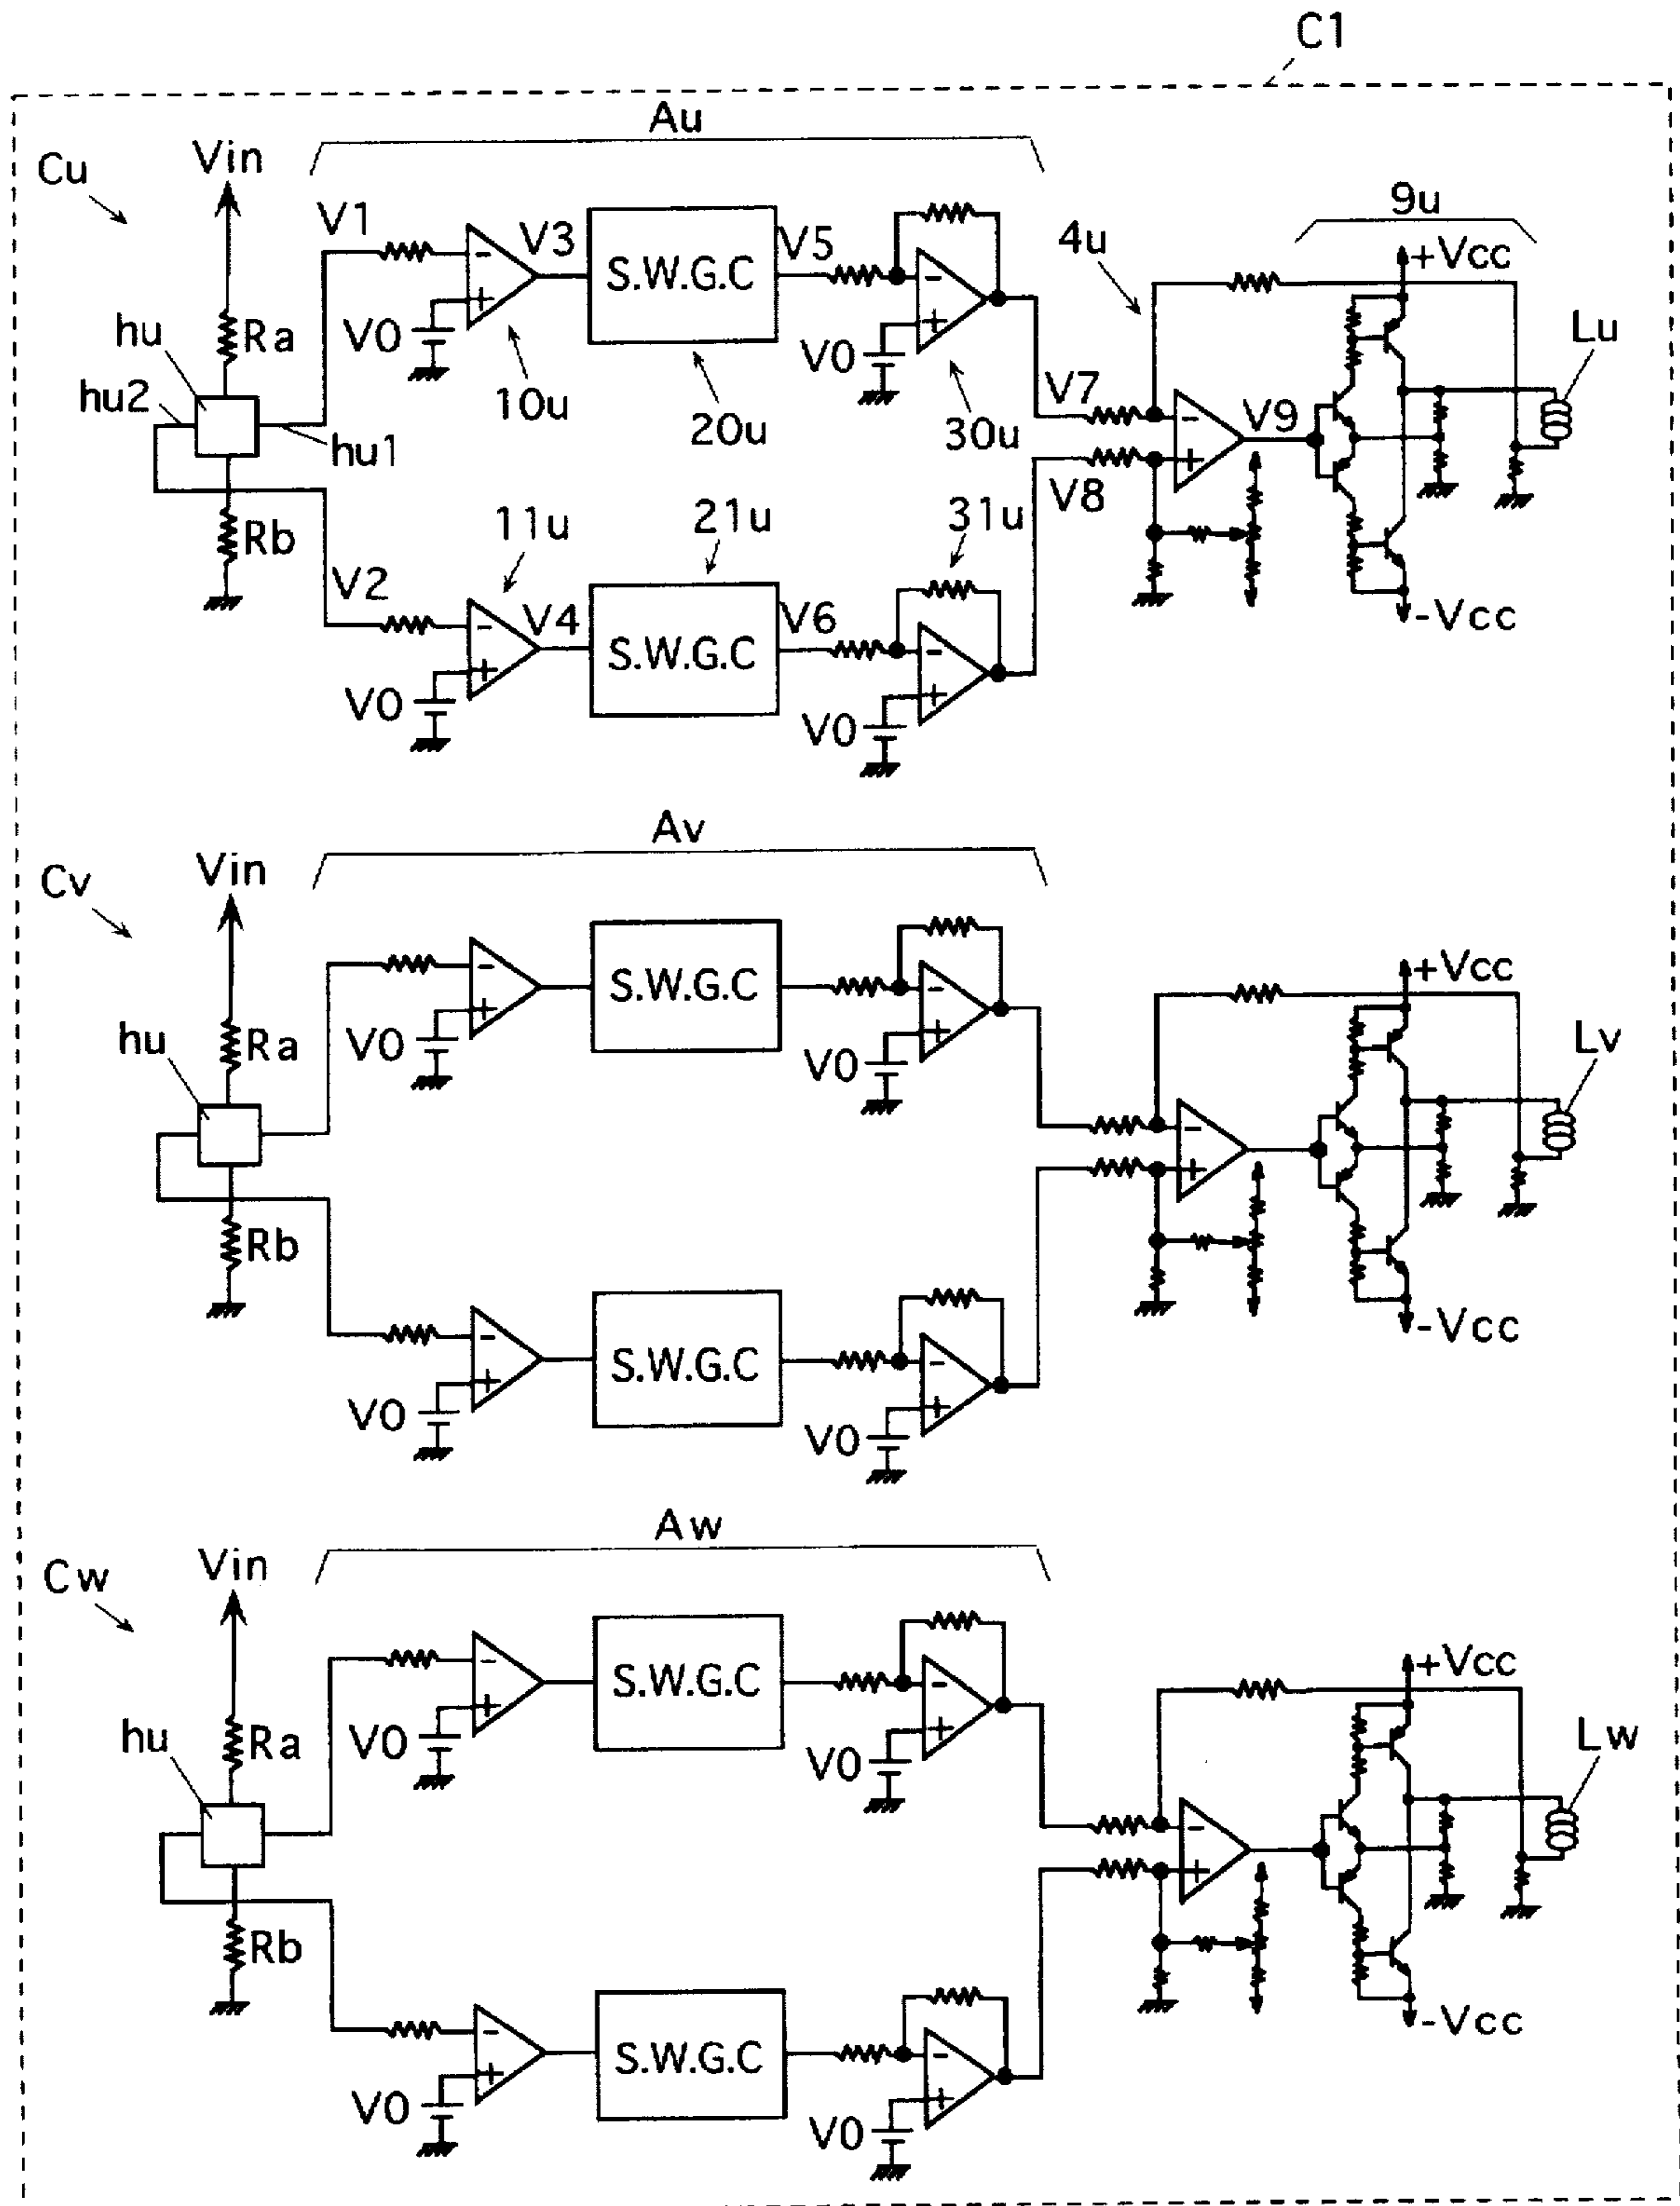 C1
Au
Cu
Vin
9u
V1
V3
S.W.G.C
V5
4u
+Vcc
V0
V0
hu
Ra
Lu
hu2
10u
20u
30u
V7
V9
hu1
V8
Rb
11u
21u
31u
V2
V4
S.W.G.C
V6
-Vcc
V0
V0
Av
Cv
Vin
S.W.G.C
+Vcc
V0
V0
hu
Ra
Lv
Rb
S.W.G.C
-Vcc
V0
V0
Aw
Cw
Vin
S.W.G.C
+Vcc
V0
V0
hu
Ra
Lw
Rb
S.W.G.C
-Vcc
V0
V0